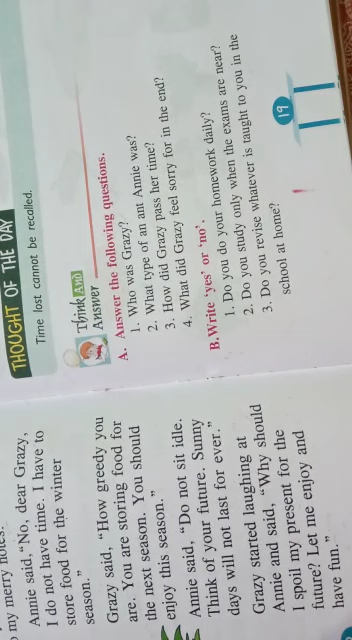 my merry notes."
Annie said, "No, dear Grazy,
I do not have time. I have to
store food for the winter
season."
Grazy said, "How greedy you
are. You are storing food for
the next season. You should
enjoy this season."
Annie said, "Do not sit idle.
Think of your future. Sunny
days will not last for ever."
Grazy started laughing at
Annie and said, "Why should
I spoil my present for the
future? Let me enjoy and
have fun."
THOUGHT OF THE DAY
Time lost cannot be recalled.
Think And
Answer
A. Answer the following questions.
1. Who was Grazy?
2. What type of an ant Annie was?
3. How did Grazy pass her time?
4. What did Grazy feel sorry for in the end?
B. Write 'yes' or 'no'.
1. Do you do your homework daily?
2. Do you study only when the exams are near?
3. Do you revise whatever is taught to you in the
school at home?
19